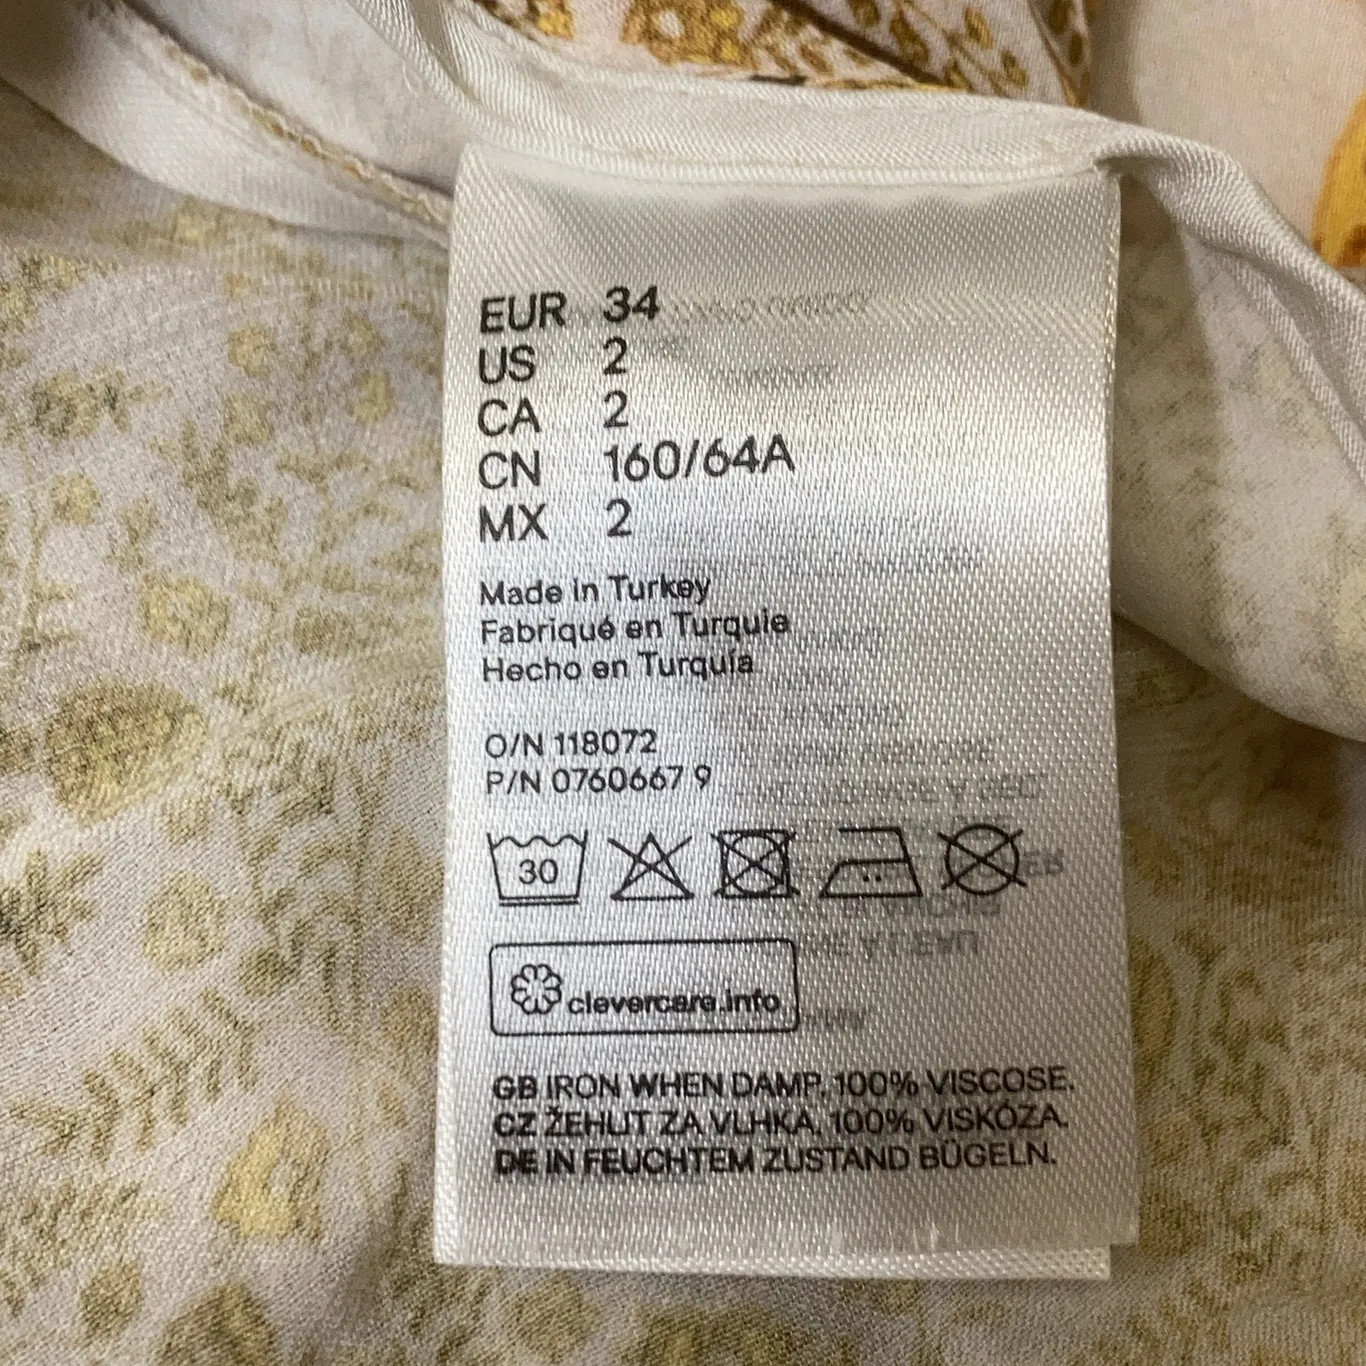 EUR 34
US 2
CA 2
CN 160/64A
MX 2
Made in Turkey
Fabriqué en Turquie
Hecho en Turquía
O/N 118072
P/N 0760667 9
30
clevercare.info
GB IRON WHEN DAMP. 100% VISCOSE.
CZ ŽEHLIT ZA VLHKA. 100% VISKÓZA.
DE IN FEUCHTEM ZUSTAND BÜGELN.